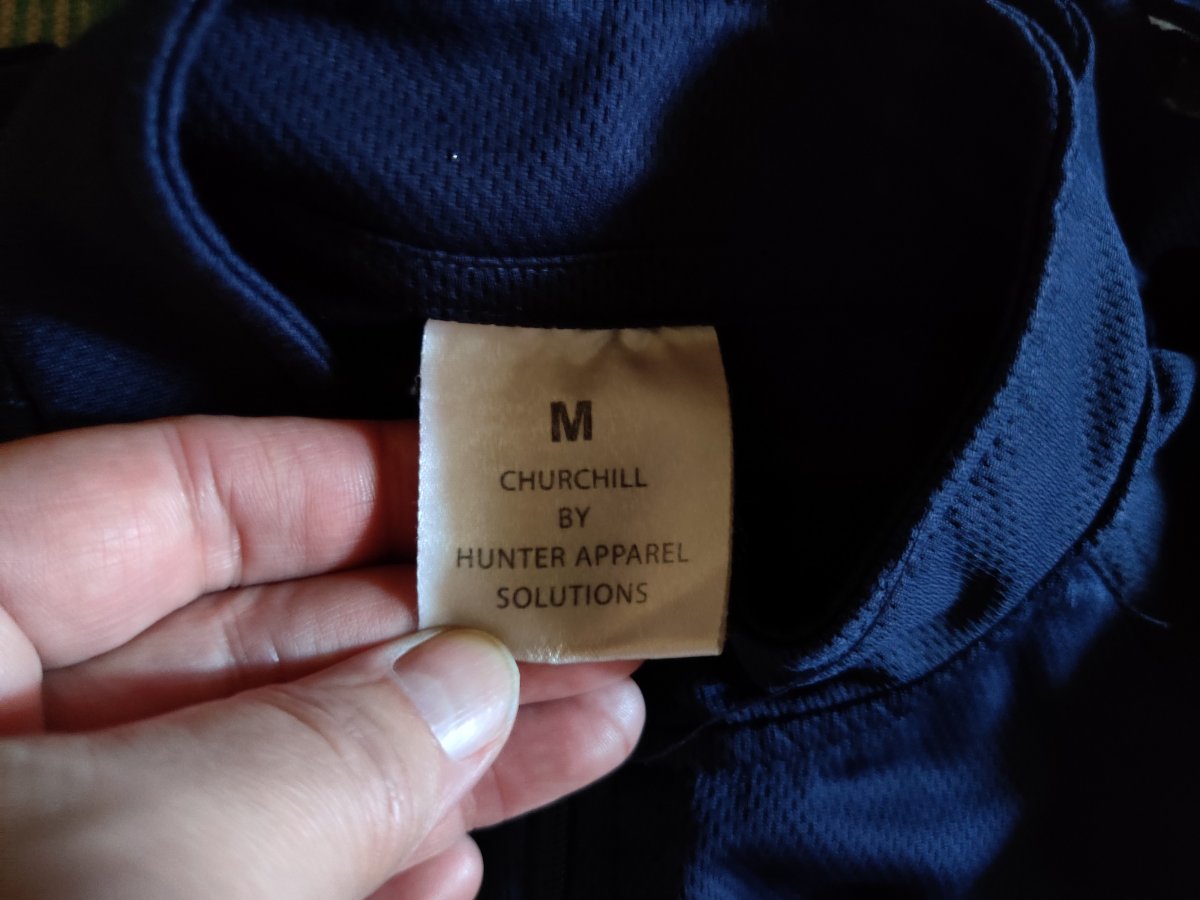 M
CHURCHILL
BY
HUNTER APPAREL
SOLUTIONS